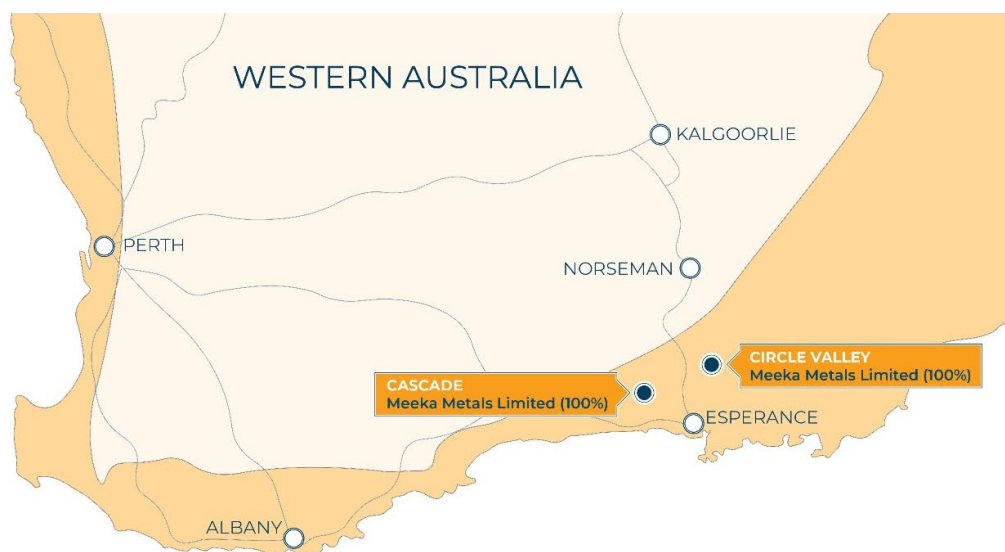 WESTERN AUSTRALIA
KALGOORLIE
PERTH
NORSEMAN
CIRCLE VALLEY
Meeka Metals Limited (100%)
CASCADE
Meeka Metals Limited (100%)
ESPERANCE
ALBANY